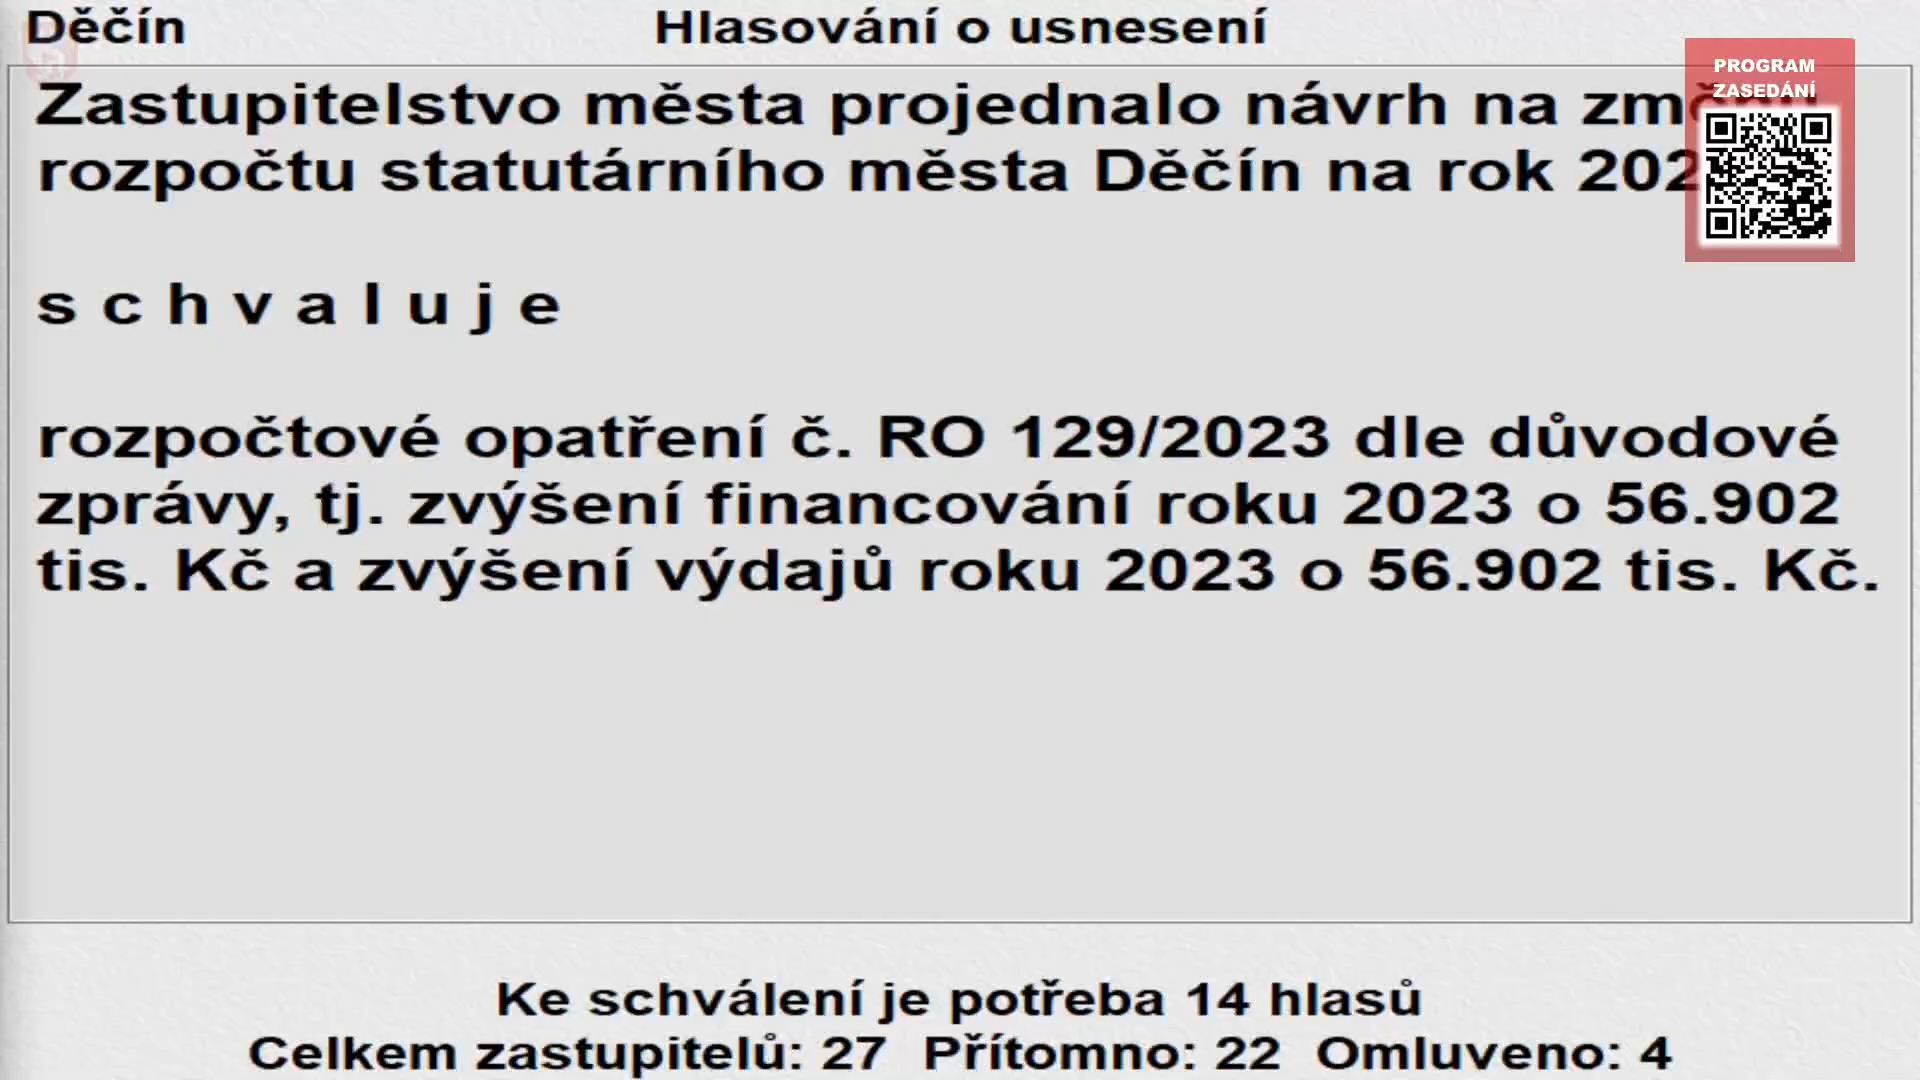 Děčín
Hlasování o usnesení
PROGRAM
ZASEDÁNÍ
Zastupitelstvo města projednalo návrh na
rozpočtu statutárního města Děčín na rok
s c h v a l u j e
rozpočtové opatření č. RO 129/2023 dle důvodové
zprávy, tj. zvýšení financování roku 2023 o 56.902
tis. Kč a zvýšení výdajů roku 2023 o 56.902 tis. Kč.
Ke schválení je potřeba 14 hlasů
Celkem zastupitelů: 27 Přítomno: 22 Omluveno: 4